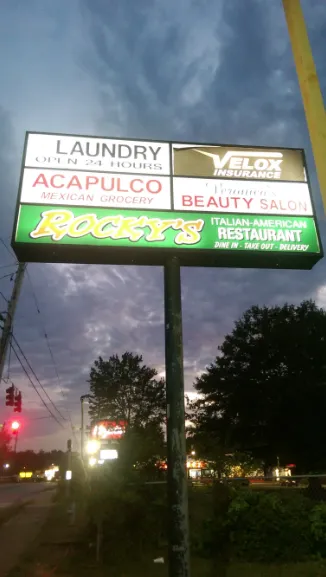 LAUNDRY
OPEN 24 HOURS
VELOX
INSURANCE
ACAPULCO
MEXICAN GROCERY
Veronica's
BEAUTY SALON
ROCKY'S
ITALIAN-AMERICAN
RESTAURANT
DINE IN - TAKE OUT - DELIVERY